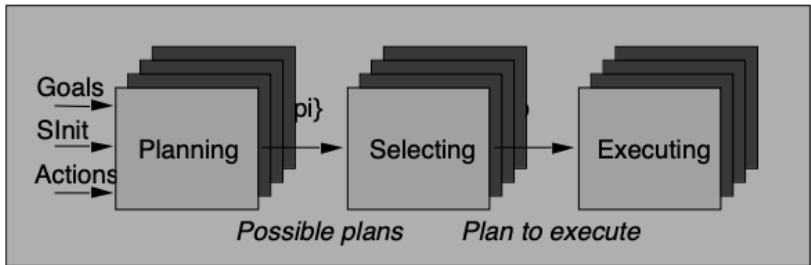 Goals
SInit
Actions
Planning
pi}
Selecting
Executing
Possible plans
Plan to execute